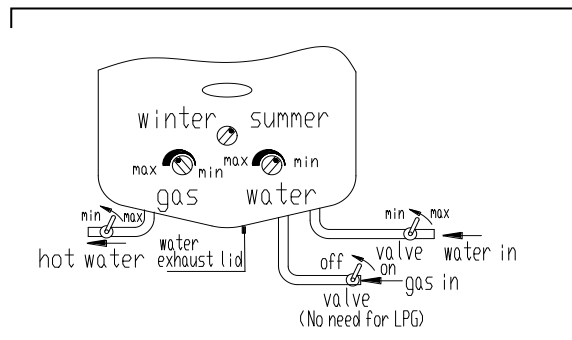 winter summer
max min max min
gas water
min max
hot water
water
exhaust lid
min max
valve
water in
off on
gas in
valve
(No need for LPG)